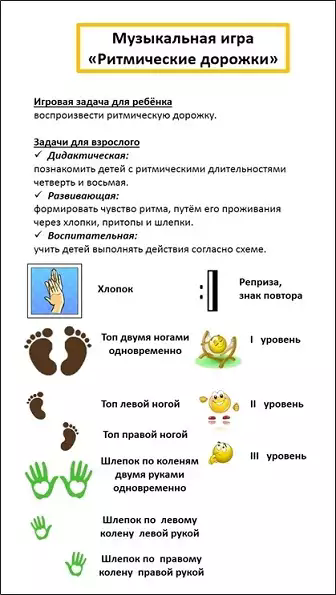 Музыкальная игра
«Ритмические дорожки»
Игровая задача для ребёнка
воспроизвести ритмическую дорожку.
Задачи для взрослого
✓ Дидактическая:
познакомить детей с ритмическими длительностями
четверть и восьмая.
✓ Развивающая:
формировать чувство ритма, путём его проживания
через хлопки, притопы и шлепки.
✓ Воспитательная:
учить детей выполнять действия согласно схеме.
Хлопок
Реприза,
знак повтора
Топ двумя ногами
одновременно
I уровень
Топ левой ногой
II уровень
Топ правой ногой
III уровень
Шлепок по коленям
двумя руками
одновременно
Шлепок по левому
колену левой рукой
Шлепок по правому
колену правой рукой